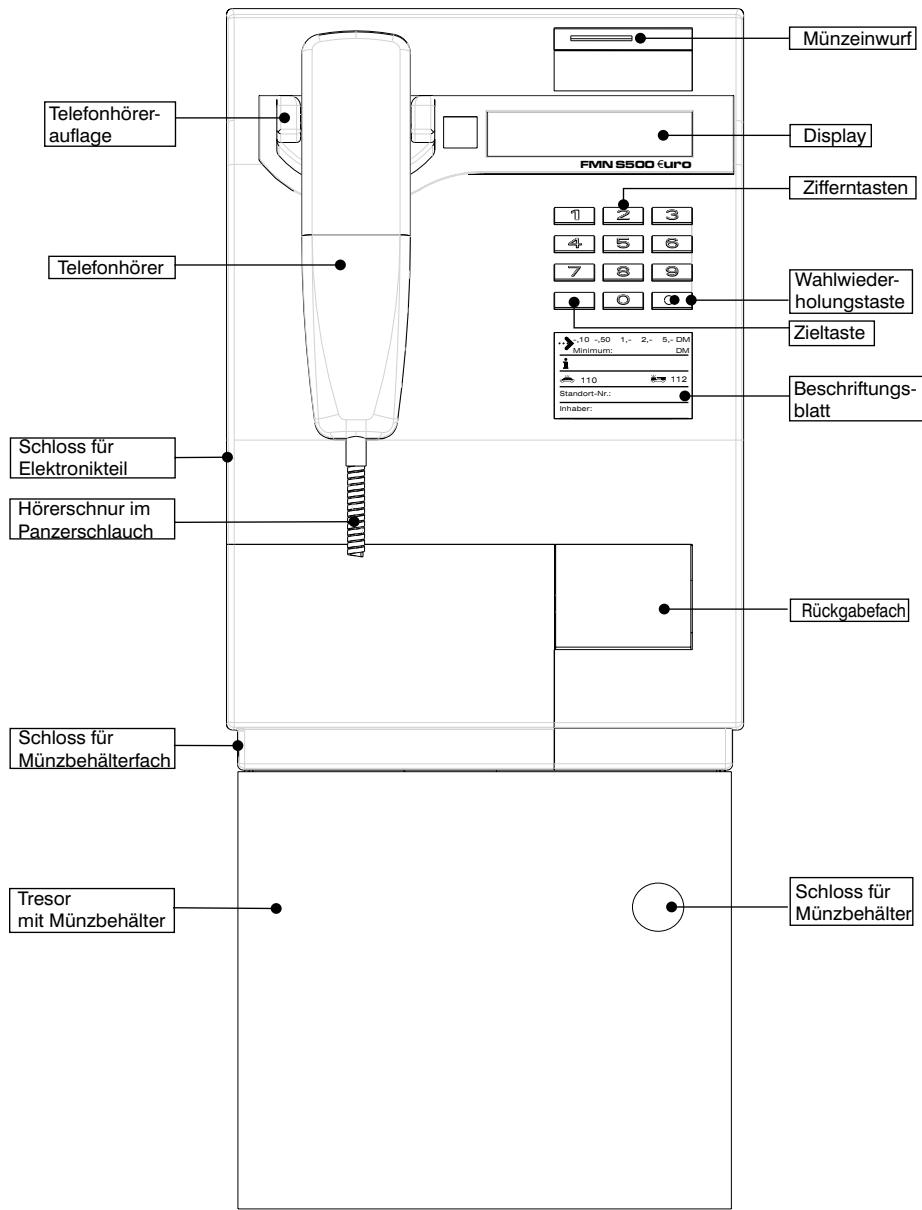 Münzeinwurf
Telefonhörer-
auflage
Display
FMN S500 €uro
Zifferntasten
1 2 3
4 5 6
7 8 9
0
Telefonhörer
Wahlwieder-
holungstaste
Zieltaste
-,10 -,50 1,- 2,- 5,- DM
Minimum: DM
i
110 112
Standort-Nr.:
Inhaber:
Beschriftungs-
blatt
Schloss für
Elektronikteil
Hörerschnur im
Panzerschlauch
Rückgabefach
Schloss für
Münzbehälterfach
Tresor
mit Münzbehälter
Schloss für
Münzbehälter